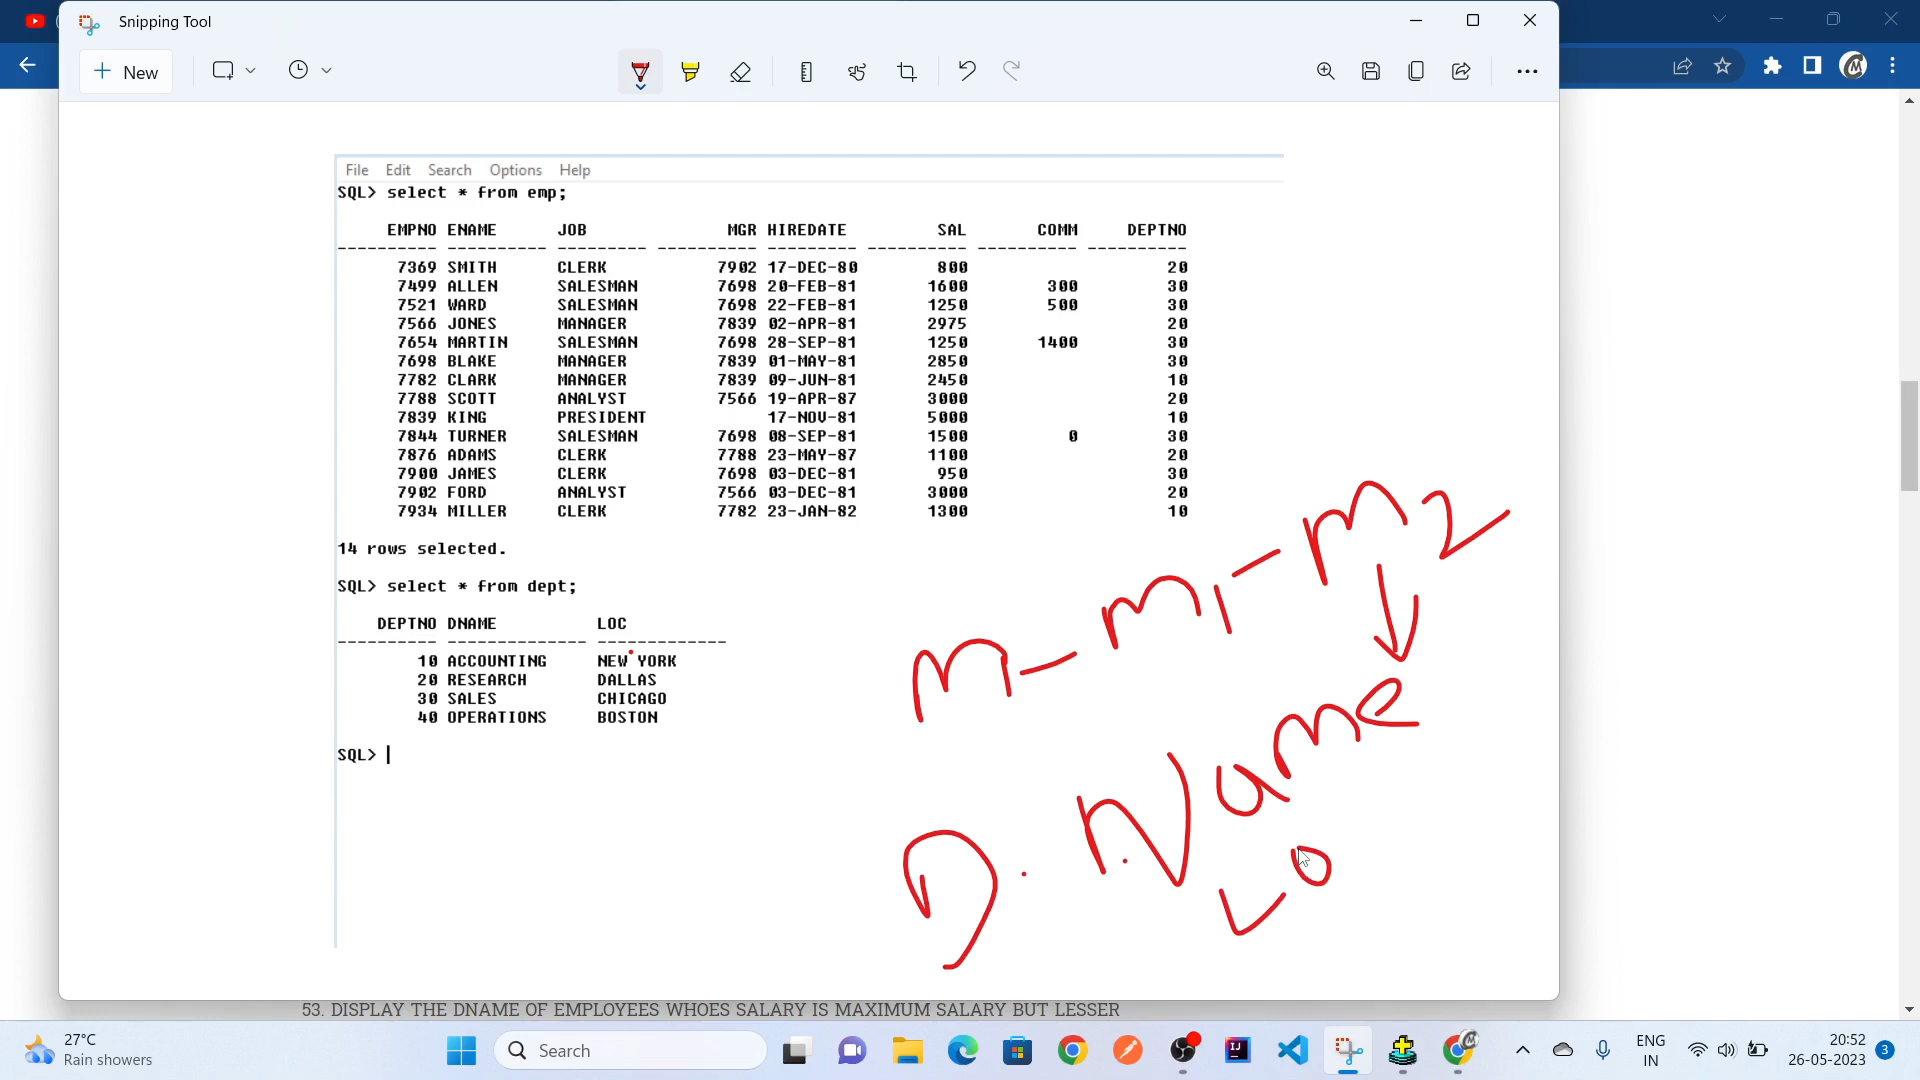 Snipping Tool
New
File Edit Search Options Help
SQL> select * from emp;
EMPNO ENAME JOB MGR HIREDATE SAL COMM DEPTNO
---------- ---------- --------- ---------- --------- ---------- ---------- ----------
7369 SMITH CLERK 7902 17-DEC-80 800 20
7499 ALLEN SALESMAN 7698 20-FEB-81 1600 300 30
7521 WARD SALESMAN 7698 22-FEB-81 1250 500 30
7566 JONES MANAGER 7839 02-APR-81 2975 20
7654 MARTIN SALESMAN 7698 28-SEP-81 1250 1400 30
7698 BLAKE MANAGER 7839 01-MAY-81 2850 30
7782 CLARK MANAGER 7839 09-JUN-81 2450 10
7788 SCOTT ANALYST 7566 19-APR-87 3000 20
7839 KING PRESIDENT 17-NOV-81 5000 10
7844 TURNER SALESMAN 7698 08-SEP-81 1500 0 30
7876 ADAMS CLERK 7788 23-MAY-87 1100 20
7900 JAMES CLERK 7698 03-DEC-81 950 30
7902 FORD ANALYST 7566 03-DEC-81 3000 20
7934 MILLER CLERK 7782 23-JAN-82 1300 10
14 rows selected.
SQL> select * from dept;
DEPTNO DNAME LOC
---------- -------------- -------------
10 ACCOUNTING NEW YORK
20 RESEARCH DALLAS
30 SALES CHICAGO
40 OPERATIONS BOSTON
SQL>
m - m1 - m2
D. Name
LO
53. DISPLAY THE DNAME OF EMPLOYEES WHOES SALARY IS MAXIMUM SALARY BUT LESSER
27°C
Rain showers
Search
ENG
IN
20:52
26-05-2023
3